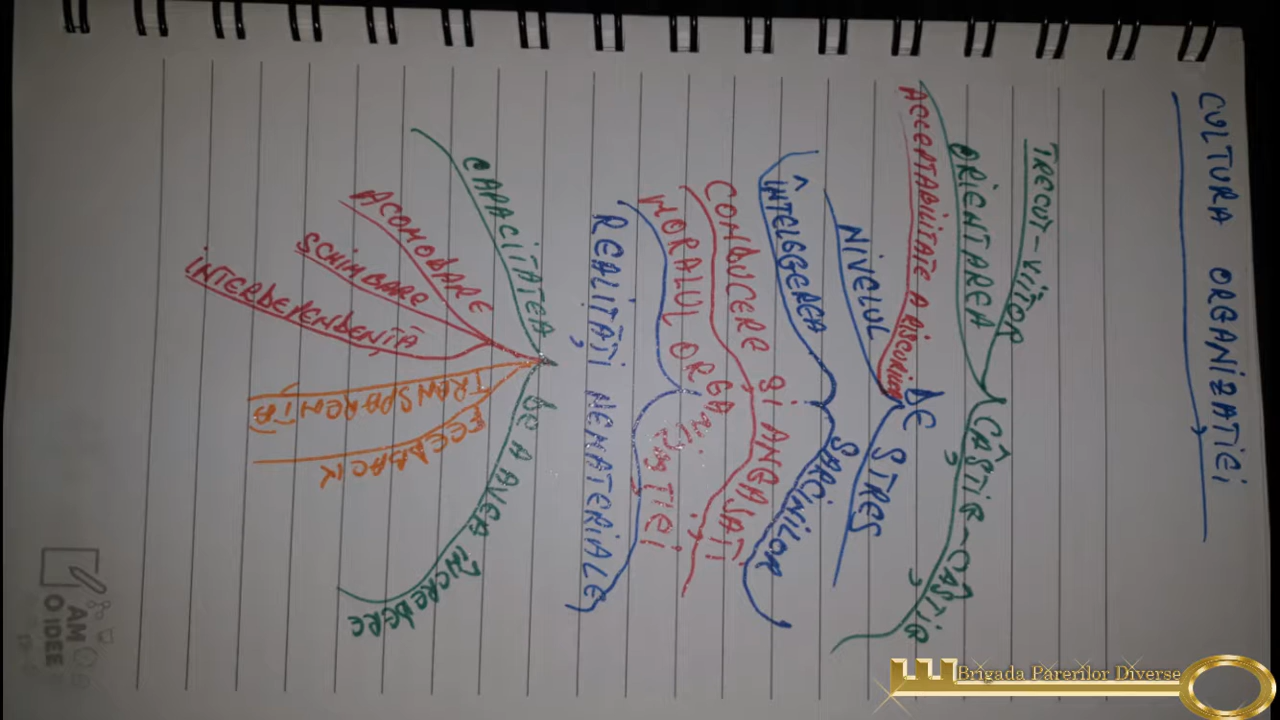 CULTURA ORGANIZAȚIEI
TRECUT-VIITOR
ORIENTAREA
CÂȘTIG-CÂȘTIG
ACCEPTABILITATE A RISCURILOR
NIVELUL DE STRES
ÎNTELEGEREA SARCINILOR
CONDUCERE ȘI ANGAJAȚI
MORALUL ORGANIZAȚIEI
REALITĂȚI NEMATERIALE
CAPACITATEA DE A AVEA ÎNCREDERE
ACOMODARE
SCHIMBARE
INTERDEPENDENȚĂ
TRANSPARENȚĂ
FEEDBACK
AM
O IDEE
Brigada Parerilor Diverse